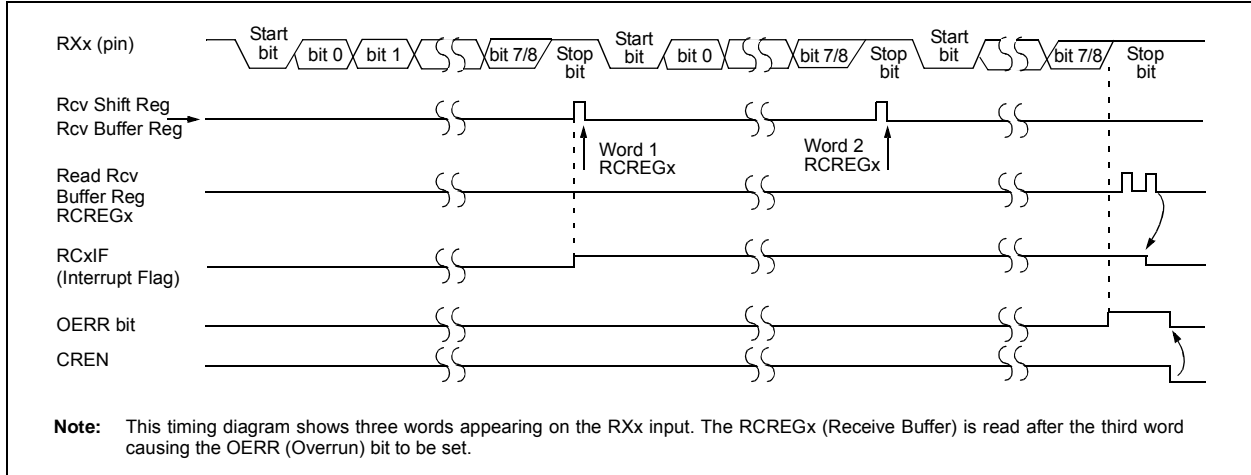 RXx (pin)
Start
bit
bit 0
bit 1
bit 7/8
Stop
bit
Start
bit
bit 0
bit 7/8
Stop
bit
Start
bit
bit 7/8
Stop
bit
Rcv Shift Reg
Rcv Buffer Reg
Word 1
RCREGx
Word 2
RCREGx
Read Rcv
Buffer Reg
RCREGx
RCxIF
(Interrupt Flag)
OERR bit
CREN
Note: This timing diagram shows three words appearing on the RXx input. The RCREGx (Receive Buffer) is read after the third word
causing the OERR (Overrun) bit to be set.